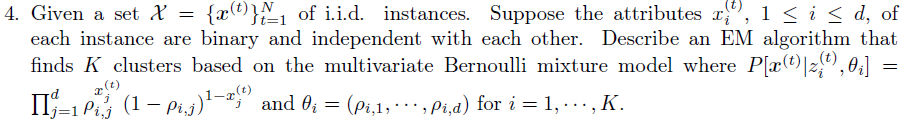 4. Given a set $\mathcal{X} = \{x^{(t)}\}_{t=1}^{N}$ of i.i.d. instances. Suppose the attributes $x_i^{(t)}$, $1 \leq i \leq d$, of
each instance are binary and independent with each other. Describe an EM algorithm that
finds $K$ clusters based on the multivariate Bernoulli mixture model where $P[x^{(t)}|z_i^{(t)}, \theta_i] =$
$\prod_{j=1}^{d} \rho_{i,j}^{x_j^{(t)}} (1 - \rho_{i,j})^{1-x_j^{(t)}}$ and $\theta_i = (\rho_{i,1}, \cdots, \rho_{i,d})$ for $i = 1, \cdots, K$.